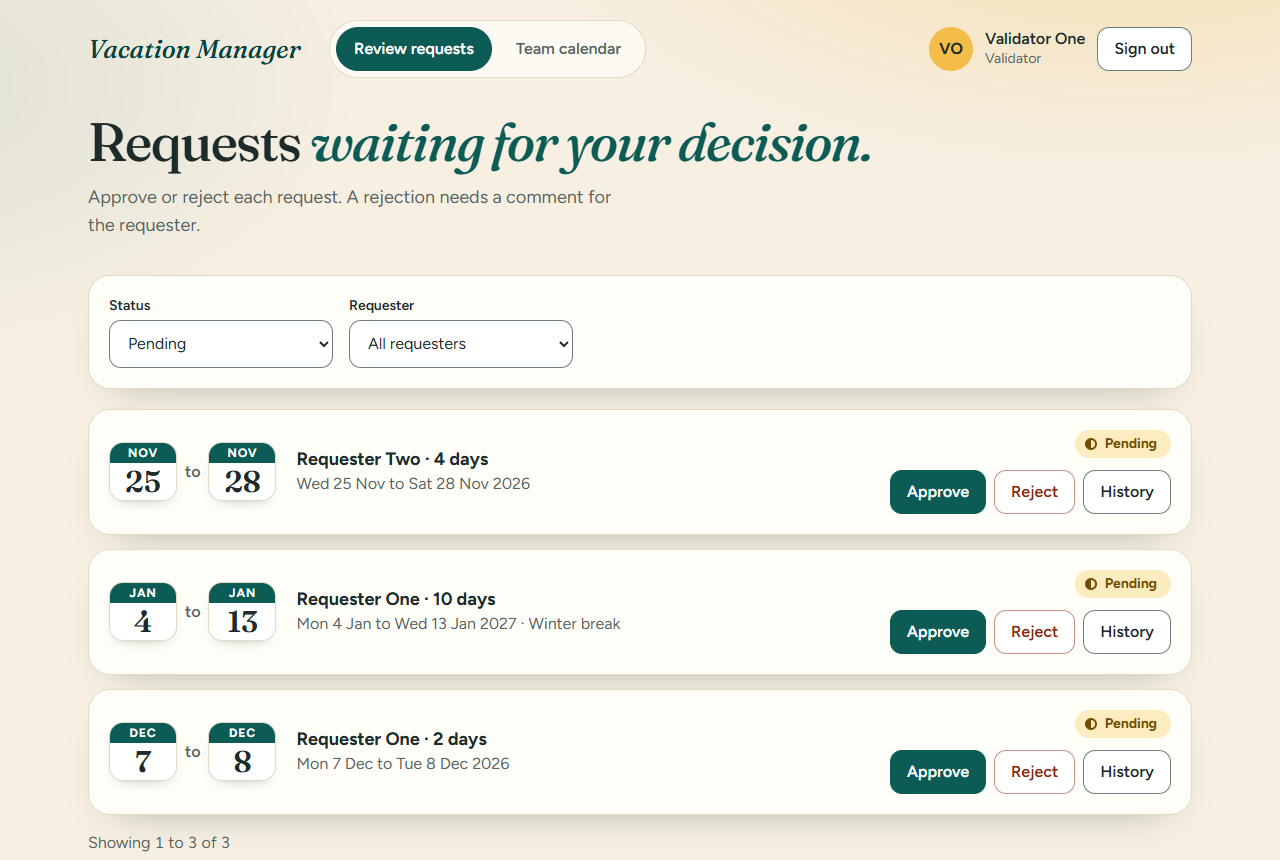 Vacation Manager
Review requests
Team calendar
VO
Validator One
Validator
Sign out
Requests waiting for your decision.
Approve or reject each request. A rejection needs a comment for
the requester.
Status
Requester
Pending
All requesters
NOV
25
to
NOV
28
Requester Two · 4 days
Wed 25 Nov to Sat 28 Nov 2026
Pending
Approve
Reject
History
JAN
4
to
JAN
13
Requester One · 10 days
Mon 4 Jan to Wed 13 Jan 2027 · Winter break
Pending
Approve
Reject
History
DEC
7
to
DEC
8
Requester One · 2 days
Mon 7 Dec to Tue 8 Dec 2026
Pending
Approve
Reject
History
Showing 1 to 3 of 3